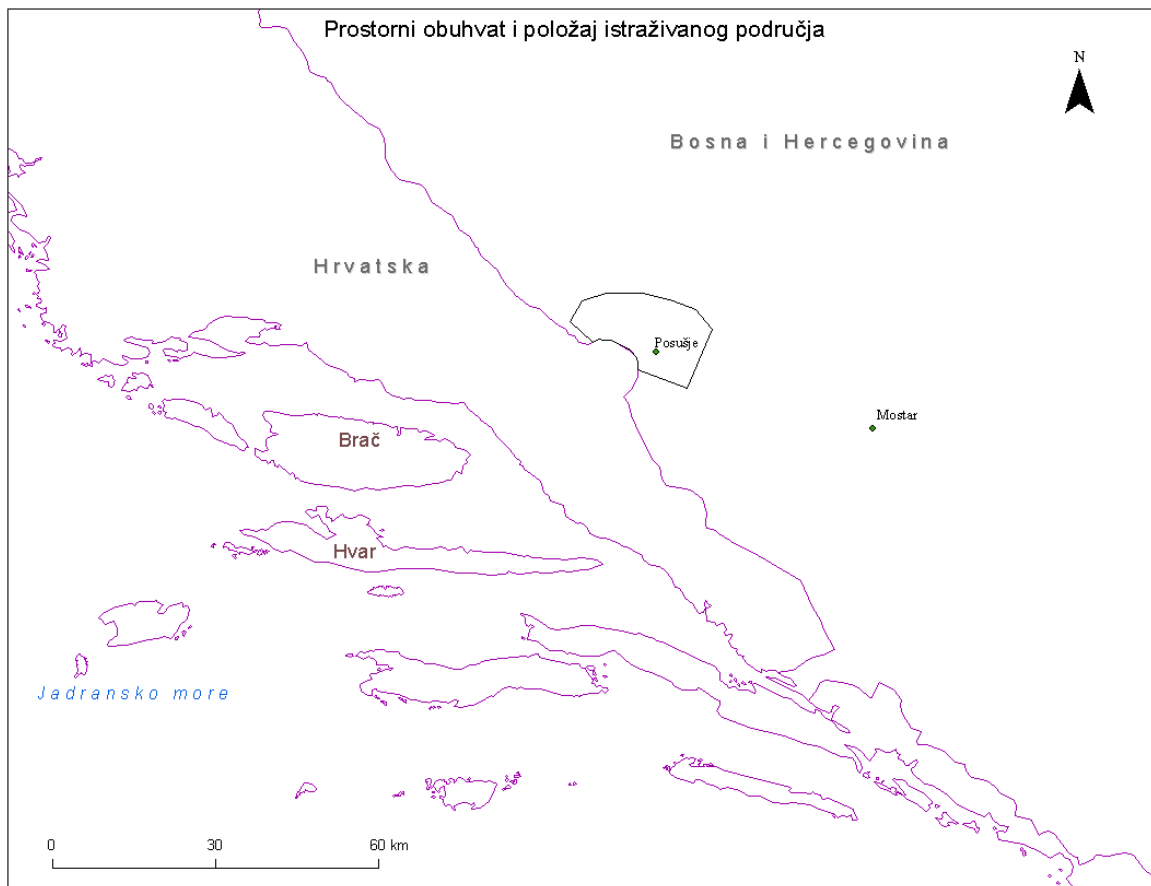 Prostorni obuhvat i položaj istraživanog područja
N
Bosna i Hercegovina
Hrvatska
Posušje
Mostar
Brač
Hvar
Jadransko more
0 30 60 km